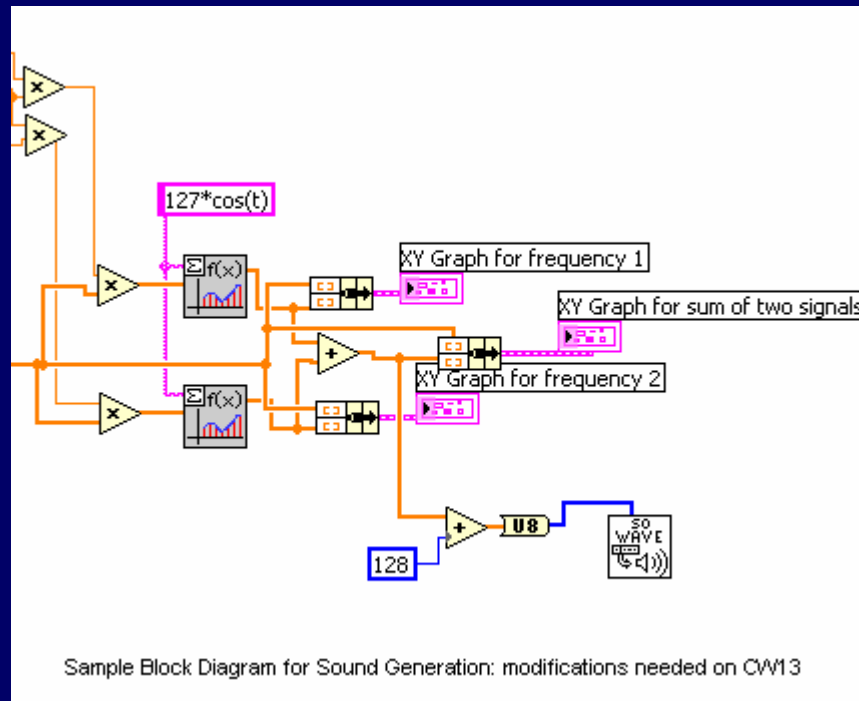 x
x
127*cos(t)
Σ f(x)
XY Graph for frequency 1
x
XY Graph for sum of two signals
+
XY Graph for frequency 2
Σ f(x)
x
+
U8
SO
WAVE
128
Sample Block Diagram for Sound Generation: modifications needed on CW13